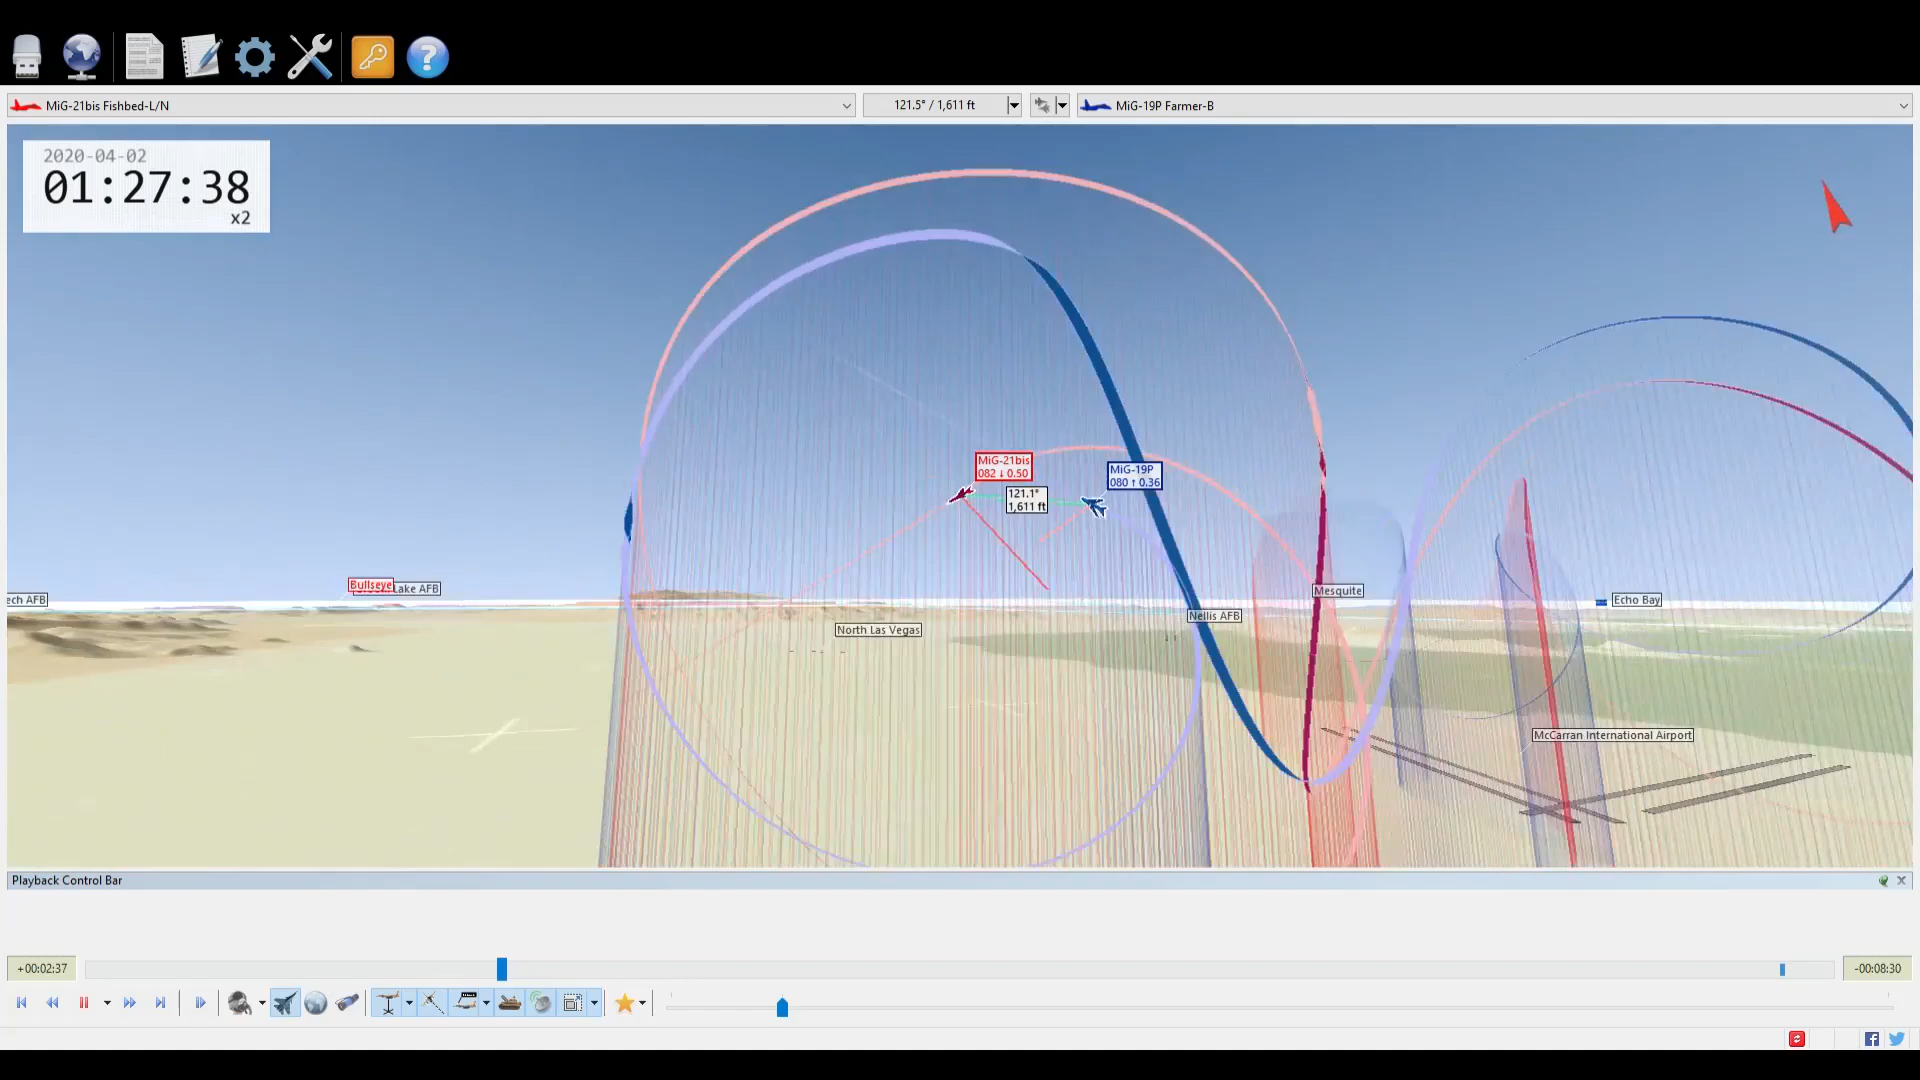 MiG-21bis Fishbed-L/N
121.5° / 1,611 ft
MiG-19P Farmer-B
2020-04-02
01:27:38
x2
MiG-21bis
082 ↓ 0.50
MiG-19P
080 ↑ 0.36
121.1°
1,611 ft
Bullseye
Lake AFB
ech AFB
Mesquite
Echo Bay
Nellis AFB
North Las Vegas
McCarran International Airport
Playback Control Bar
+00:02:37
-00:08:30